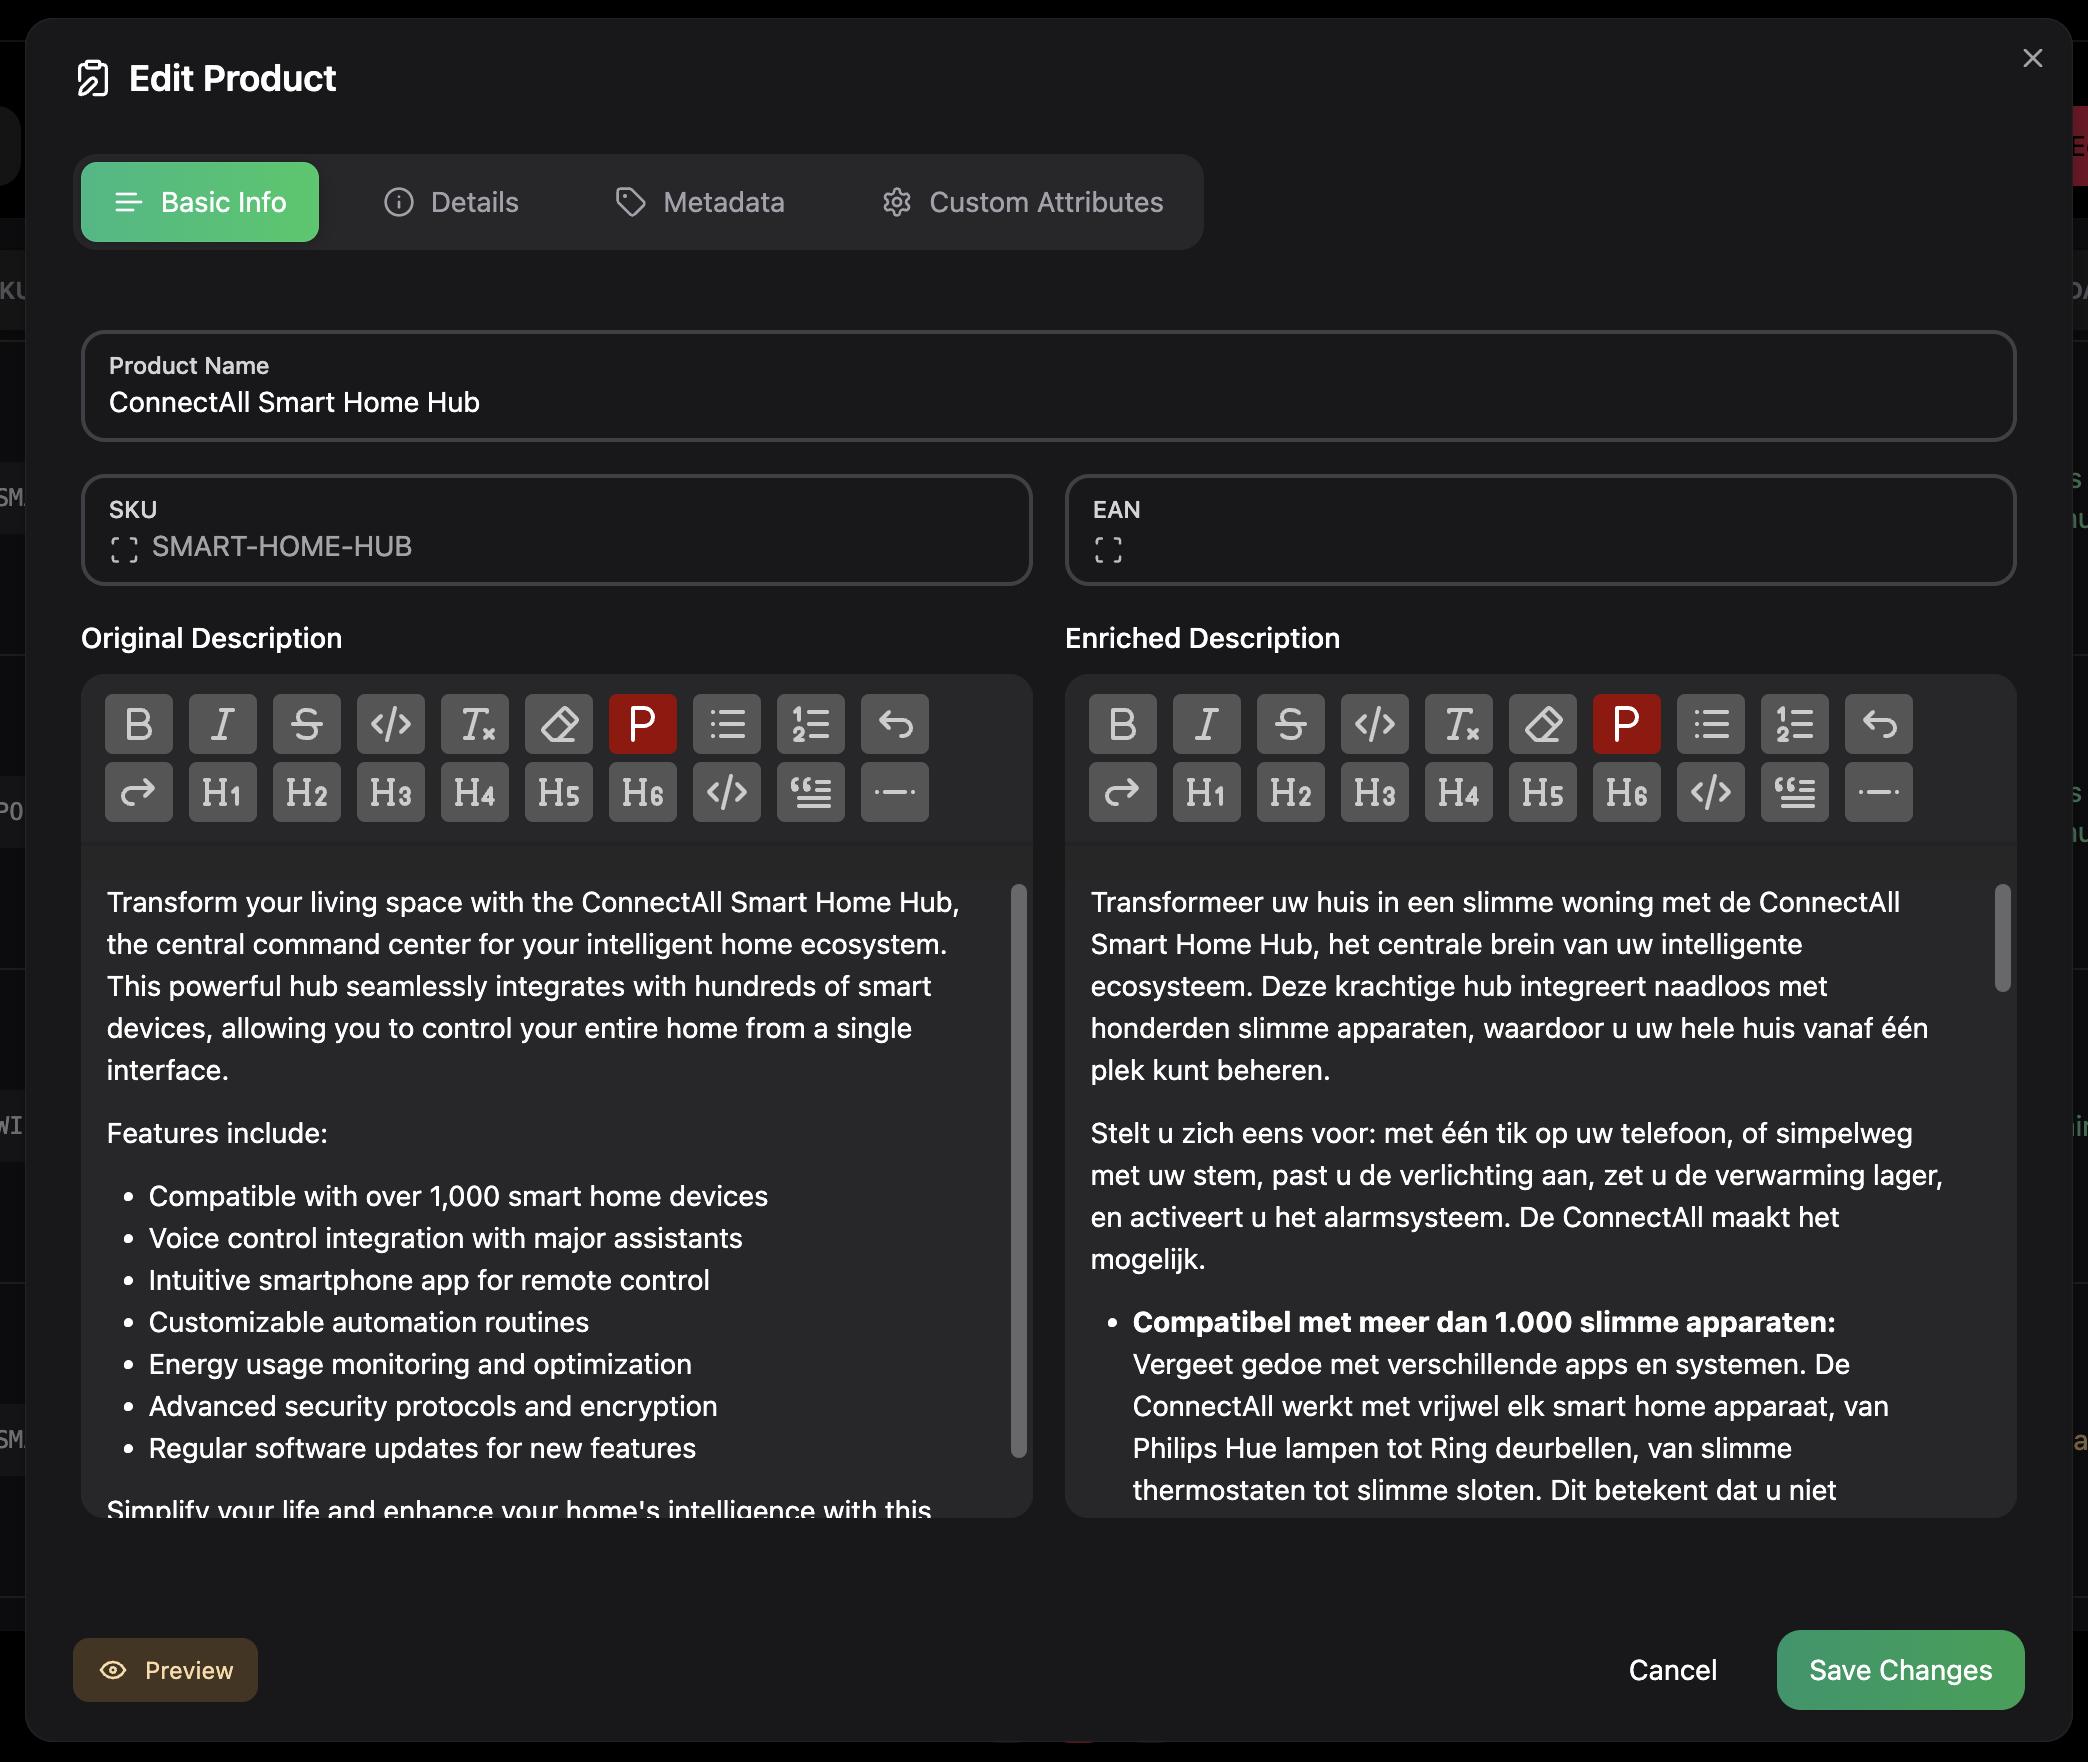 Edit Product
Basic Info
Details
Metadata
Custom Attributes
Product Name
ConnectAll Smart Home Hub
SKU
SMART-HOME-HUB
EAN
Original Description
B I S </> Tx P
H1 H2 H3 H4 H5 H6 </>
Transform your living space with the ConnectAll Smart Home Hub,
the central command center for your intelligent home ecosystem.
This powerful hub seamlessly integrates with hundreds of smart
devices, allowing you to control your entire home from a single
interface.
Features include:
• Compatible with over 1,000 smart home devices
• Voice control integration with major assistants
• Intuitive smartphone app for remote control
• Customizable automation routines
• Energy usage monitoring and optimization
• Advanced security protocols and encryption
• Regular software updates for new features
Simplify your life and enhance your home's intelligence with this
Enriched Description
B I S </> Tx P
H1 H2 H3 H4 H5 H6 </>
Transformeer uw huis in een slimme woning met de ConnectAll
Smart Home Hub, het centrale brein van uw intelligente
ecosysteem. Deze krachtige hub integreert naadloos met
honderden slimme apparaten, waardoor u uw hele huis vanaf één
plek kunt beheren.
Stelt u zich eens voor: met één tik op uw telefoon, of simpelweg
met uw stem, past u de verlichting aan, zet u de verwarming lager,
en activeert u het alarmsysteem. De ConnectAll maakt het
mogelijk.
• Compatibel met meer dan 1.000 slimme apparaten:
Vergeet gedoe met verschillende apps en systemen. De
ConnectAll werkt met vrijwel elk smart home apparaat, van
Philips Hue lampen tot Ring deurbellen, van slimme
thermostaten tot slimme sloten. Dit betekent dat u niet
Preview
Cancel
Save Changes